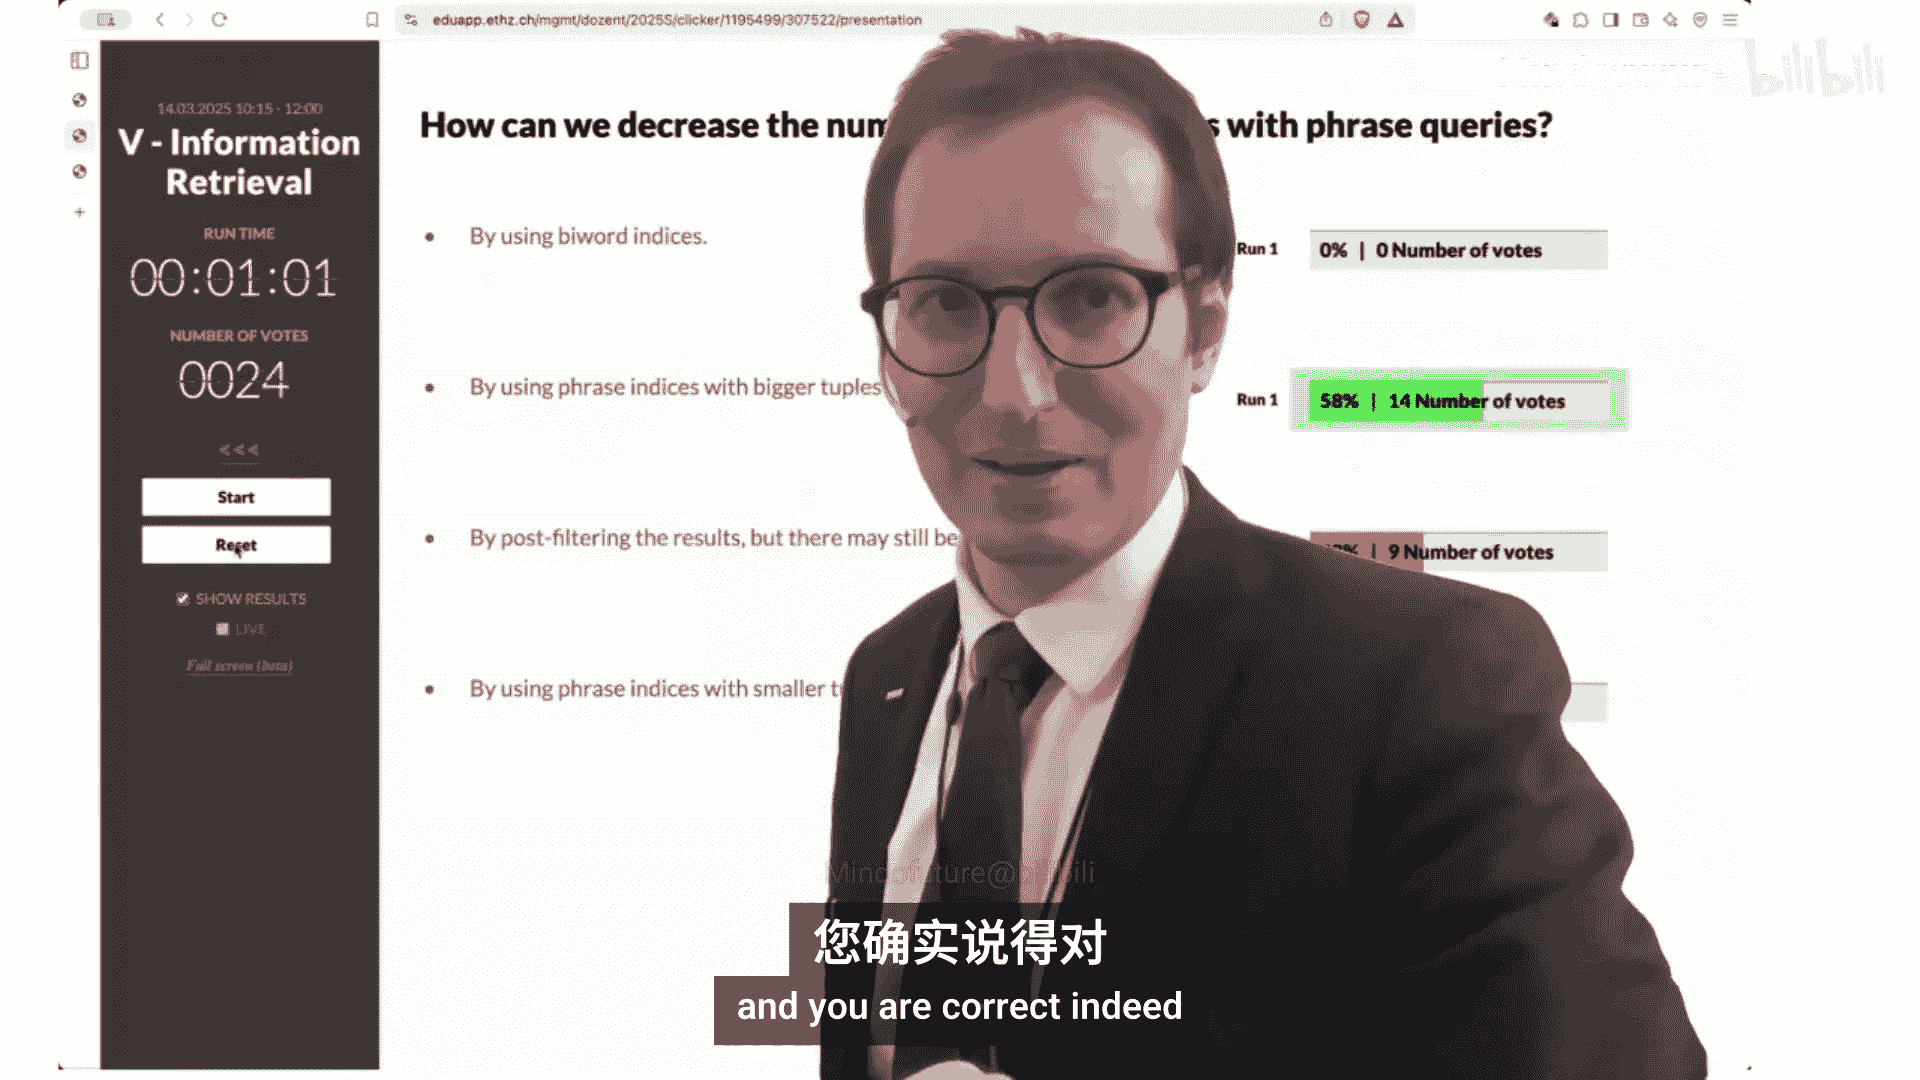 eduapp.ethz.ch/mgmt/dozent/2025S/clicker/1195499/307522/presentation
bilibili
14.03.2025 10:15 - 12:00
V - Information
Retrieval
RUN TIME
00:01:01
NUMBER OF VOTES
0024
<<<
Start
Reset
SHOW RESULTS
LIVE
Full screen (beta)
How can we decrease the num s with phrase queries?
• By using biword indices.
Run 1 0% | 0 Number of votes
• By using phrase indices with bigger tuples
Run 1 58% | 14 Number of votes
• By post-filtering the results, but there may still be
% | 9 Number of votes
• By using phrase indices with smaller
Mindofuture@bilibili
您确实说得对
and you are correct indeed